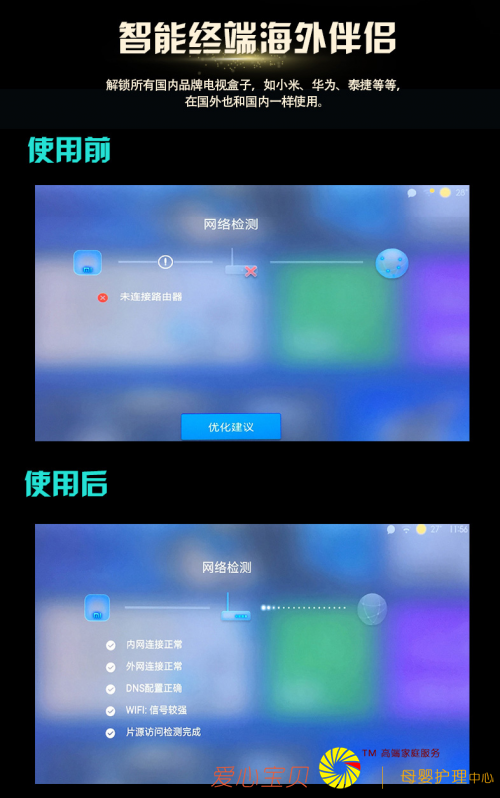 智能终端海外伴侣
解锁所有国内品牌电视盒子，如小米、华为、泰捷等等，
在国外也和国内一样使用。
使用前
网络检测
未连接路由器
优化建议
使用后
27° 11:36
网络检测
内网连接正常
外网连接正常
DNS配置正确
WIFI: 信号较强
片源访问检测完成
TM 高端家庭服务
爱心宝贝
母婴护理中心